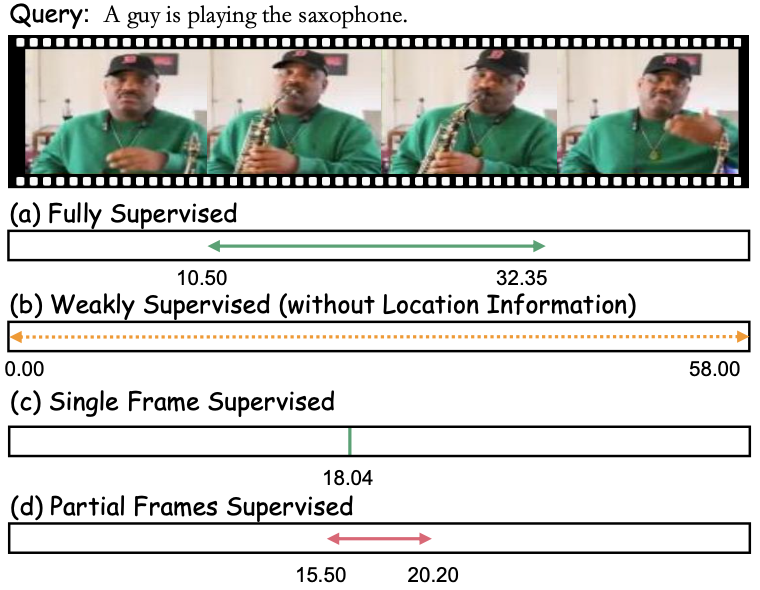 Query: A guy is playing the saxophone.
(a) Fully Supervised
10.50 32.35
(b) Weakly Supervised (without Location Information)
0.00 58.00
(c) Single Frame Supervised
18.04
(d) Partial Frames Supervised
15.50 20.20